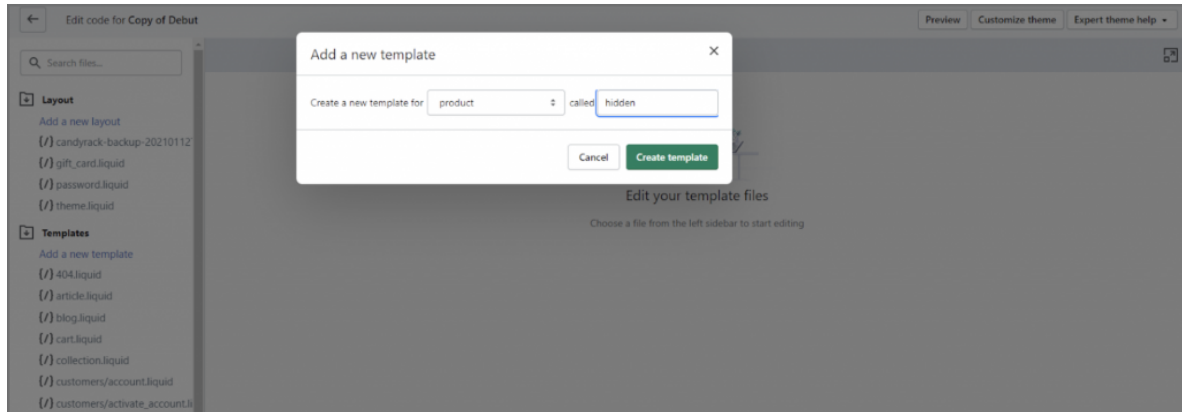 Edit code for Copy of Debut
Preview
Customize theme
Expert theme help
Search files...
Layout
Add a new layout
{/} candyrack-backup-20210112
{/} gift_card.liquid
{/} password.liquid
{/} theme.liquid
Templates
Add a new template
{/} 404.liquid
{/} article.liquid
{/} blog.liquid
{/} cart.liquid
{/} collection.liquid
{/} customers/account.liquid
{/} customers/activate_account.li
Add a new template
Create a new template for product called hidden
Cancel
Create template
Edit your template files
Choose a file from the left sidebar to start editing